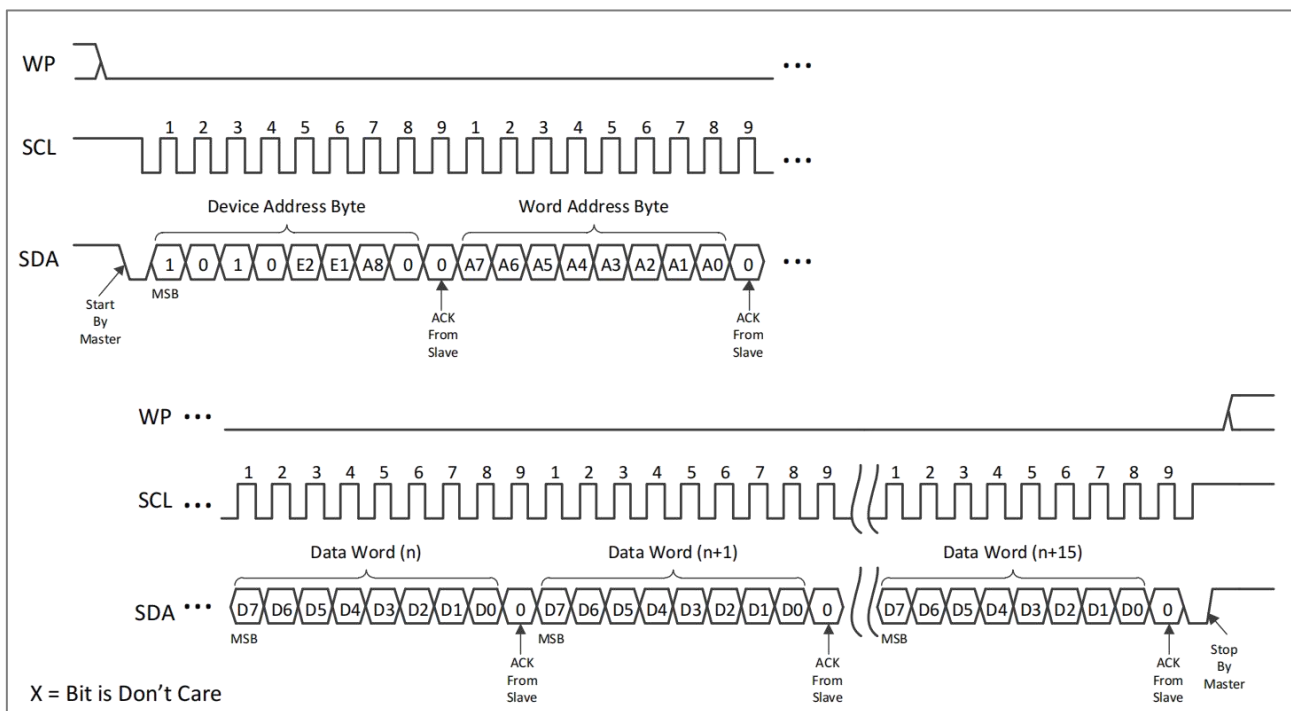 WP ...
1 2 3 4 5 6 7 8 9 1 2 3 4 5 6 7 8 9
SCL ...
Device Address Byte Word Address Byte
SDA 1 0 1 0 E2 E1 A8 0 0 A7 A6 A5 A4 A3 A2 A1 A0 0 ...
MSB
Start
By
Master
ACK
From
Slave
ACK
From
Slave
WP ...
1 2 3 4 5 6 7 8 9 1 2 3 4 5 6 7 8 9 1 2 3 4 5 6 7 8 9
SCL ...
Data Word (n) Data Word (n+1) Data Word (n+15)
SDA ... D7 D6 D5 D4 D3 D2 D1 D0 0 D7 D6 D5 D4 D3 D2 D1 D0 0 D7 D6 D5 D4 D3 D2 D1 D0 0
MSB MSB MSB
ACK
From
Slave
ACK
From
Slave
ACK
From
Slave
Stop
By
Master
X = Bit is Don’t Care